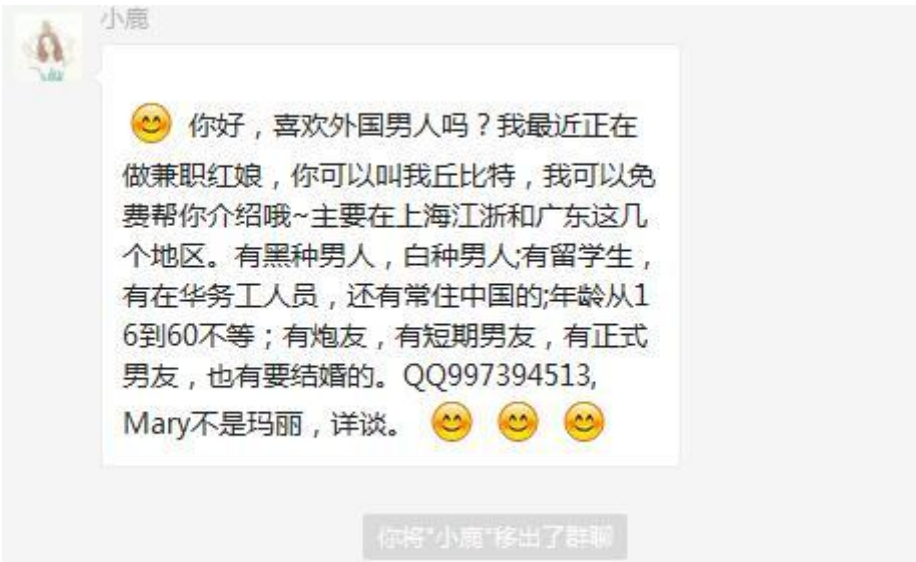 小鹿
你好，喜欢外国男人吗？我最近正在
做兼职红娘，你可以叫我丘比特，我可以免
费帮你介绍哦~主要在上海江浙和广东这几
个地区。有黑种男人，白种男人;有留学生，
有在华务工人员，还有常住中国的;年龄从1
6到60不等；有炮友，有短期男友，有正式
男友，也有要结婚的。QQ997394513,
Mary不是玛丽，详谈。
你将"小鹿"移出了群聊